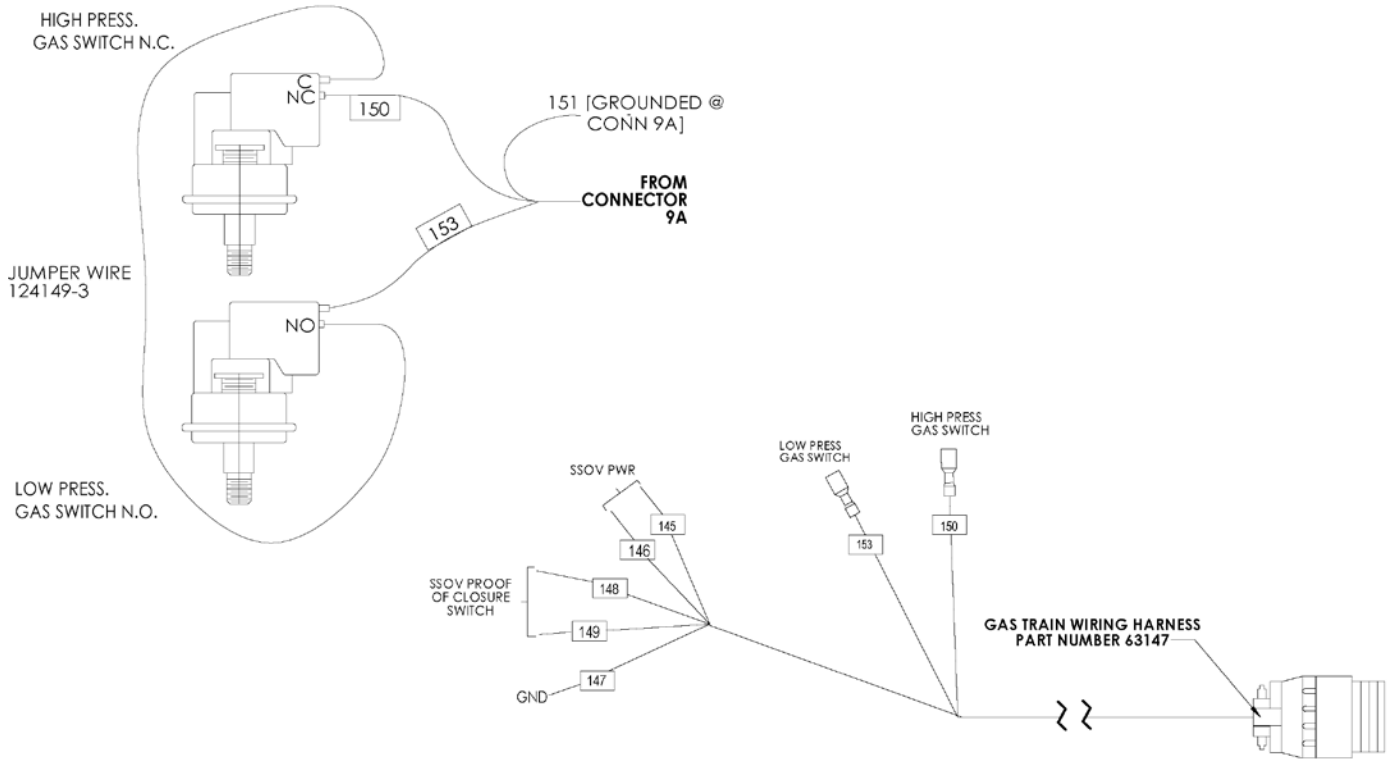 HIGH PRESS.
GAS SWITCH N.C.
C
NC
150
151 [GROUNDED @
CONN 9A]
FROM
CONNECTOR
9A
153
JUMPER WIRE
124149-3
NO
LOW PRESS.
GAS SWITCH N.O.
HIGH PRESS
GAS SWITCH
LOW PRESS
GAS SWITCH
SSOV PWR
145
146
153
150
SSOV PROOF
OF CLOSURE
SWITCH
148
149
147
GND
GAS TRAIN WIRING HARNESS
PART NUMBER 63147